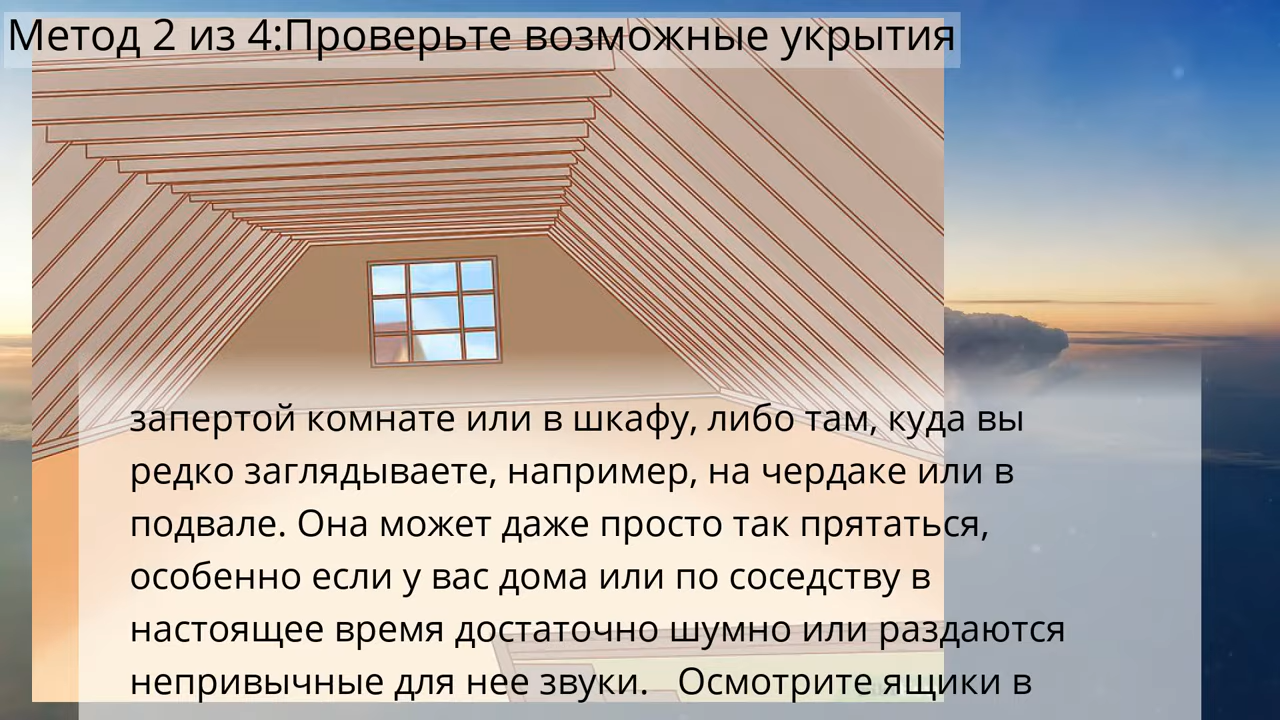 Метод 2 из 4:Проверьте возможные укрытия
запертой комнате или в шкафу, либо там, куда вы
редко заглядываете, например, на чердаке или в
подвале. Она может даже просто так прятаться,
особенно если у вас дома или по соседству в
настоящее время достаточно шумно или раздаются
непривычные для нее звуки.   Осмотрите ящики в